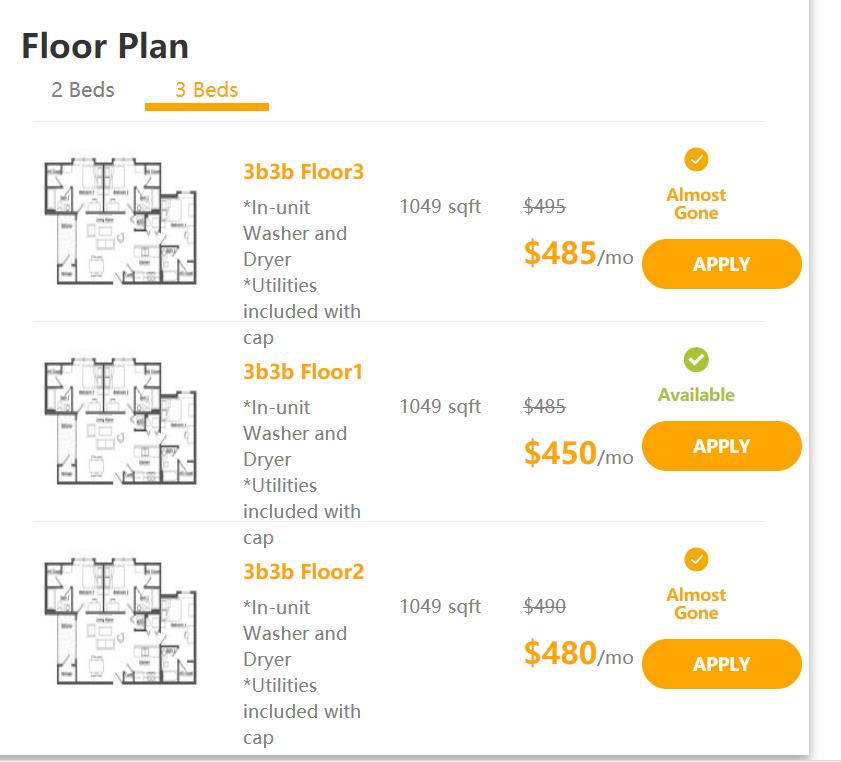 Floor Plan
2 Beds
3 Beds
3b3b Floor3
*In-unit
Washer and
Dryer
*Utilities
included with
cap
1049 sqft
$495
$485/mo
Almost
Gone
APPLY
3b3b Floor1
*In-unit
Washer and
Dryer
*Utilities
included with
cap
1049 sqft
$485
$450/mo
Available
APPLY
3b3b Floor2
*In-unit
Washer and
Dryer
*Utilities
included with
cap
1049 sqft
$490
$480/mo
Almost
Gone
APPLY